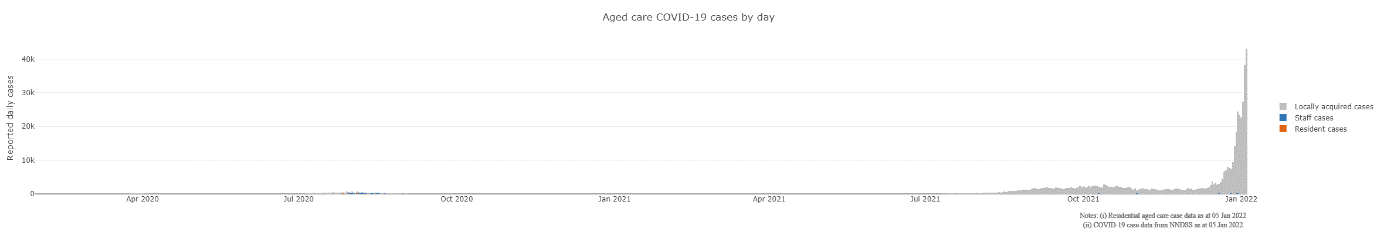 Aged care COVID-19 cases by day
Reported daily cases
40k
30k
20k
10k
0
Apr 2020
Jul 2020
Oct 2020
Jan 2021
Apr 2021
Jul 2021
Oct 2021
Jan 2022
Locally acquired cases
Staff cases
Resident cases
Notes: (i) Residential aged care case data as at 05 Jan 2022
(ii) COVID-19 case data from NNDSS as at 05 Jan 2022